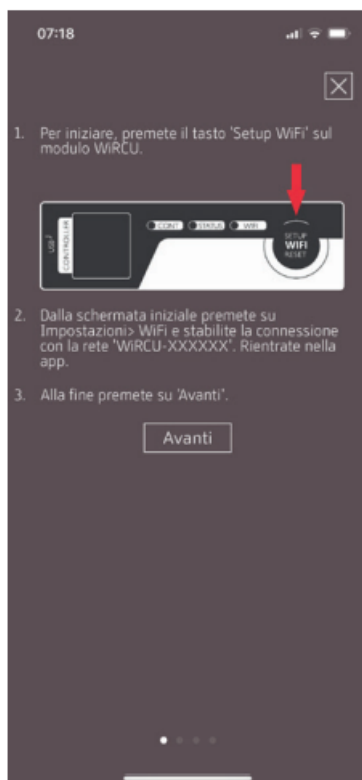 07:18
1. Per iniziare, premete il tasto 'Setup WiFi' sul
modulo WiRCU.
USB
CONTROLLER
CONT
STATUS
WIFI
SETUP
WIFI
RESET
2. Dalla schermata iniziale premete su
Impostazioni> WiFi e stabilite la connessione
con la rete 'WiRCU-XXXXXX'. Rientrate nella
app.
3. Alla fine premete su 'Avanti'.
Avanti